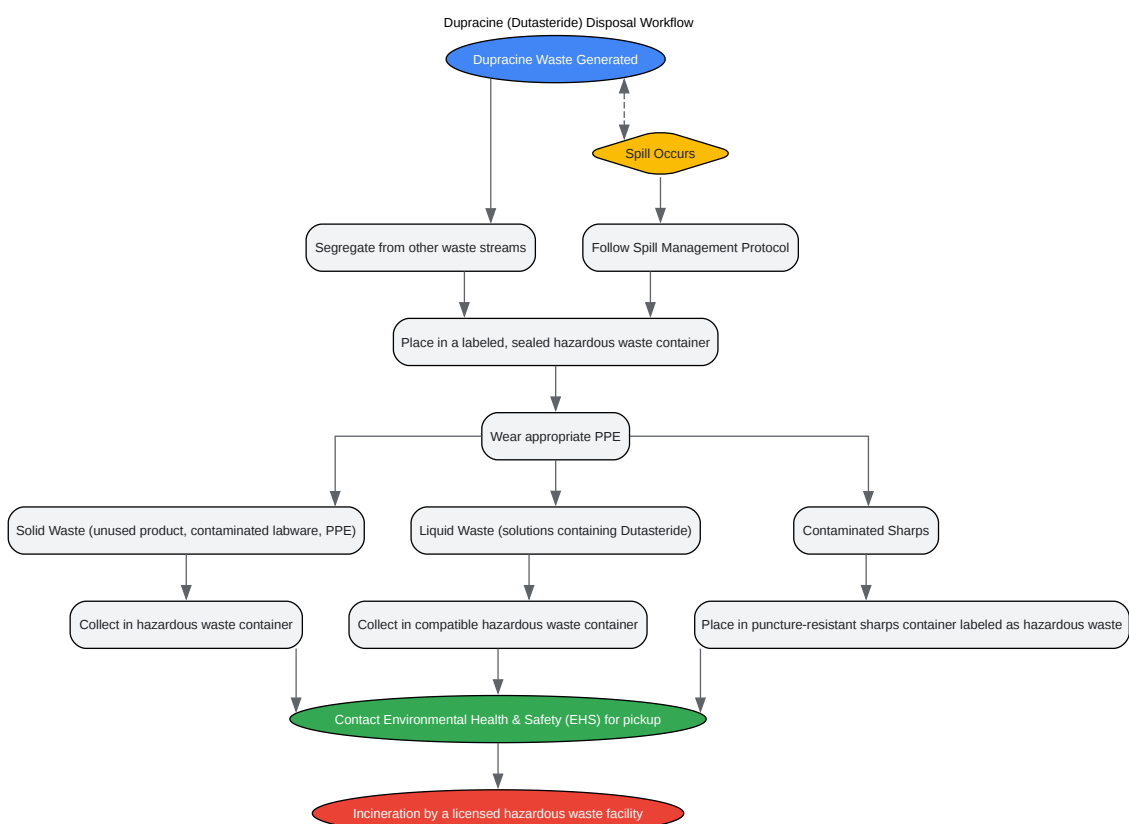 Dupracine (Dutasteride) Disposal Workflow
Dupracine Waste Generated
Spill Occurs
Segregate from other waste streams
Follow Spill Management Protocol
Place in a labeled, sealed hazardous waste container
Wear appropriate PPE
Solid Waste (unused product, contaminated labware, PPE)
Liquid Waste (solutions containing Dutasteride)
Contaminated Sharps
Collect in hazardous waste container
Collect in compatible hazardous waste container
Place in puncture-resistant sharps container labeled as hazardous waste
Contact Environmental Health & Safety (EHS) for pickup
Incineration by a licensed hazardous waste facility